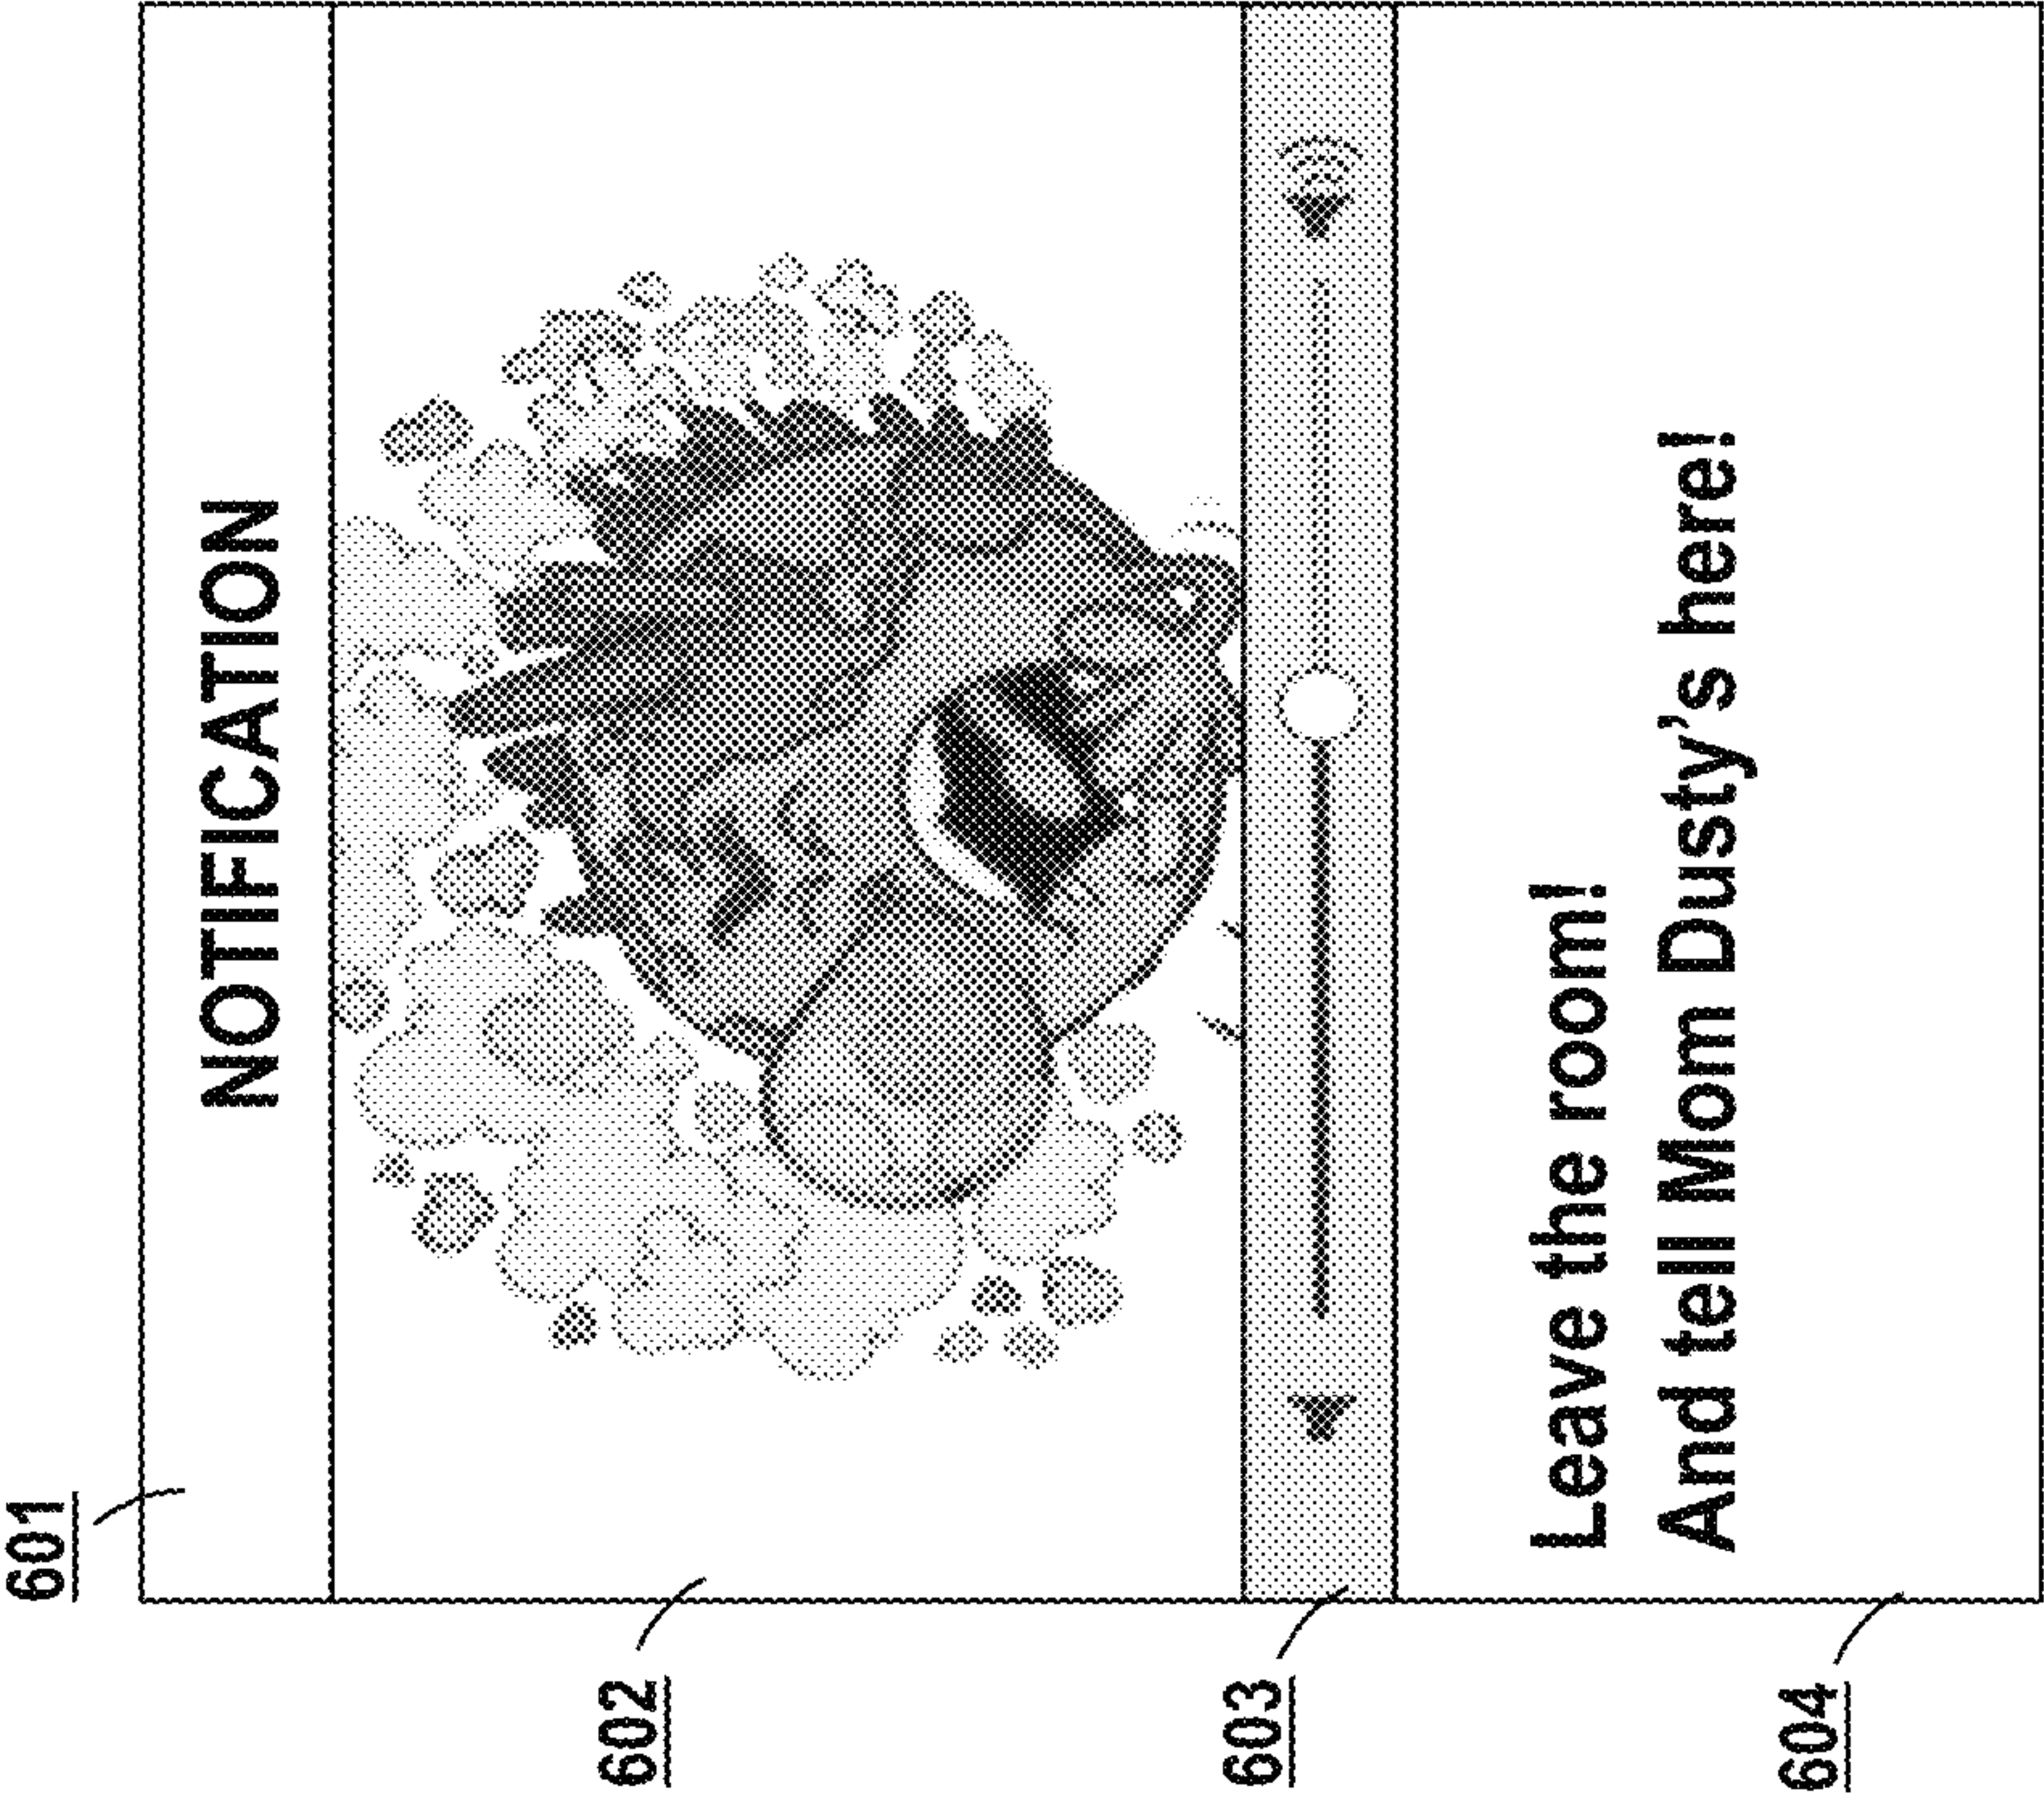 601
NOTIFICATION
602
603
Leave the room!
And tell Mom Dusty's here!
604